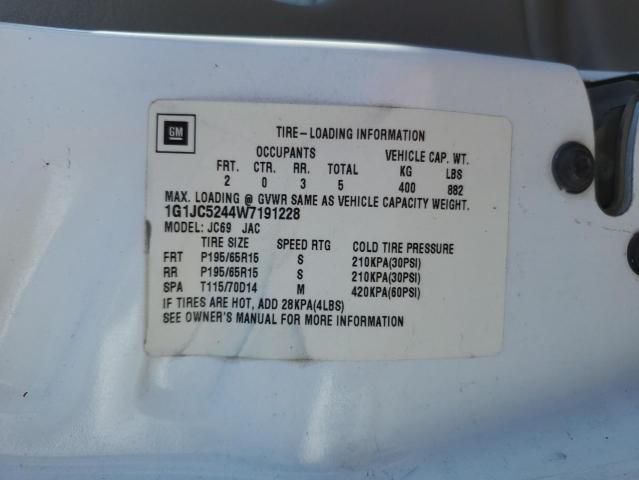 GM
TIRE-LOADING INFORMATION
OCCUPANTS VEHICLE CAP. WT.
FRT. CTR. RR. TOTAL KG LBS
2 0 3 5 400 882
MAX. LOADING @ GVWR SAME AS VEHICLE CAPACITY WEIGHT.
1G1JC5244W7191228
MODEL: JC69 JAC
TIRE SIZE SPEED RTG COLD TIRE PRESSURE
FRT P195/65R15 S 210KPA(30PSI)
RR P195/65R15 S 210KPA(30PSI)
SPA T115/70D14 M 420KPA(60PSI)
IF TIRES ARE HOT, ADD 28KPA(4LBS)
SEE OWNER'S MANUAL FOR MORE INFORMATION